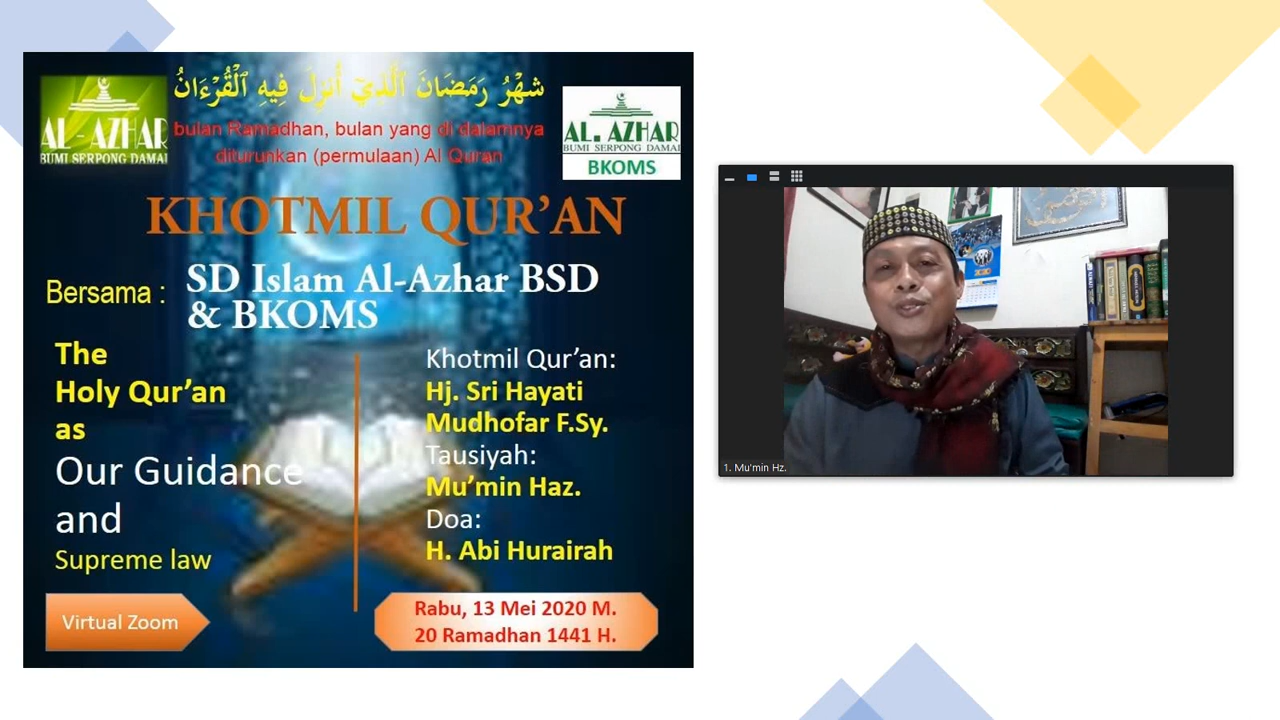 شَهْرُ رَمَضَانَ ٱلَّذِيٓ أُنزِلَ فِيهِ ٱلْقُرْءَانُ
AL - AZHAR
BUMI SERPONG DAMAI
bulan Ramadhan, bulan yang di dalamnya
diturunkan (permulaan) Al Quran
AL. AZHAR
BUMI SERPONG DAMAI
BKOMS
KHOTMIL QUR’AN
Bersama :
SD Islam Al-Azhar BSD
& BKOMS
The
Holy Qur’an
as
Our Guidance
and
Supreme law
Khotmil Qur’an:
Hj. Sri Hayati
Mudhofar F.Sy.
Tausiyah:
Mu’min Haz.
Doa:
H. Abi Hurairah
Virtual Zoom
Rabu, 13 Mei 2020 M.
20 Ramadhan 1441 H.
1. Mu'min Hz.